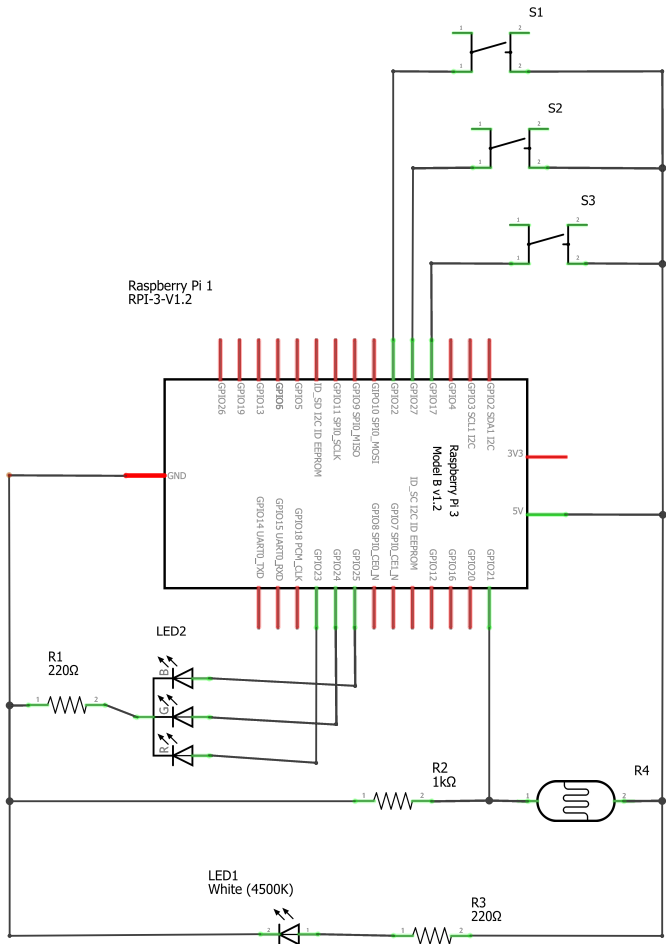 S1
1
2
1
2
S2
1
2
1
2
S3
1
2
1
2
Raspberry Pi 1
RPI-3-V1.2
GPIO26
GPIO19
GPIO13
GPIO6
GPIO5
ID_SD I2C ID EEPROM
GPIO11 SPI0_SCLK
GPIO9 SPI0_MISO
GIPO10 SPI0_MOSI
GPIO22
GPIO27
GPIO17
GPIO4
GPIO3 SCL1 I2C
GPIO2 SDA1 I2C
Raspberry Pi 3
Model B v1.2
3V3
GND
5V
GPIO14 UART0_TXD
GPIO15 UART0_RXD
GPIO18 PCM_CLK
GPIO23
GPIO24
GPIO25
GPIO8 SPI0_CE0_N
GPIO7 SPI0_CE1_N
ID_SC I2C ID EEPROM
GPIO12
GPIO16
GPIO20
GPIO21
LED2
B
G
R
R1
220Ω
1
2
R2
1kΩ
1
2
R4
1
2
LED1
White (4500K)
2
1
R3
220Ω
1
2